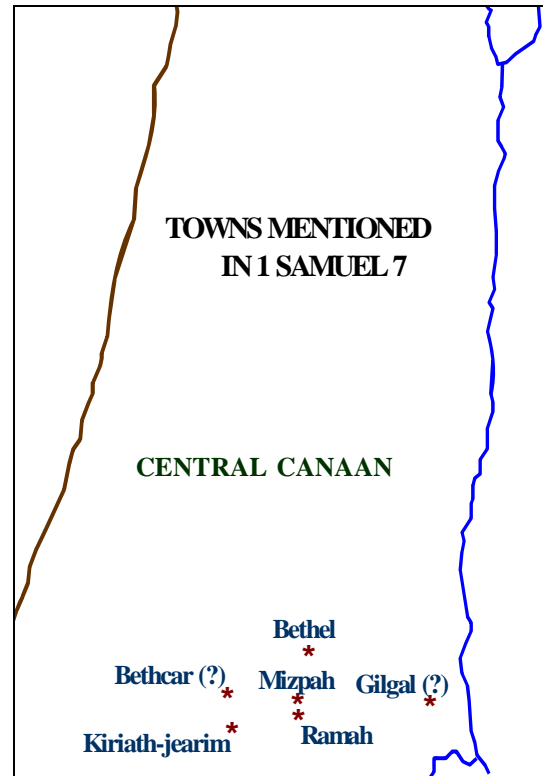 TOWNS MENTIONED
IN 1 SAMUEL 7
CENTRAL CANAAN
Bethel
*
Bethcar (?)
*
Mizpah
*
Gilgal (?)
*
Kiriath-jearim
*
*
Ramah